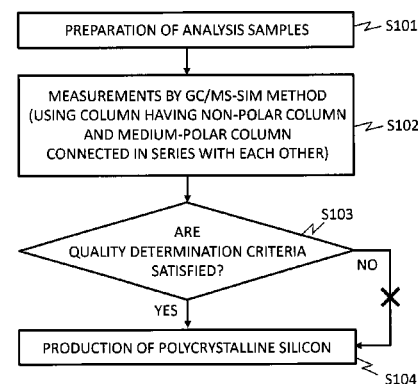 PREPARATION OF ANALYSIS SAMPLES
S101
MEASUREMENTS BY GC/MS-SIM METHOD
(USING COLUMN HAVING NON-POLAR COLUMN
AND MEDIUM-POLAR COLUMN
CONNECTED IN SERIES WITH EACH OTHER)
S102
S103
ARE
QUALITY DETERMINATION CRITERIA
SATISFIED?
NO
YES
PRODUCTION OF POLYCRYSTALLINE SILICON
S104